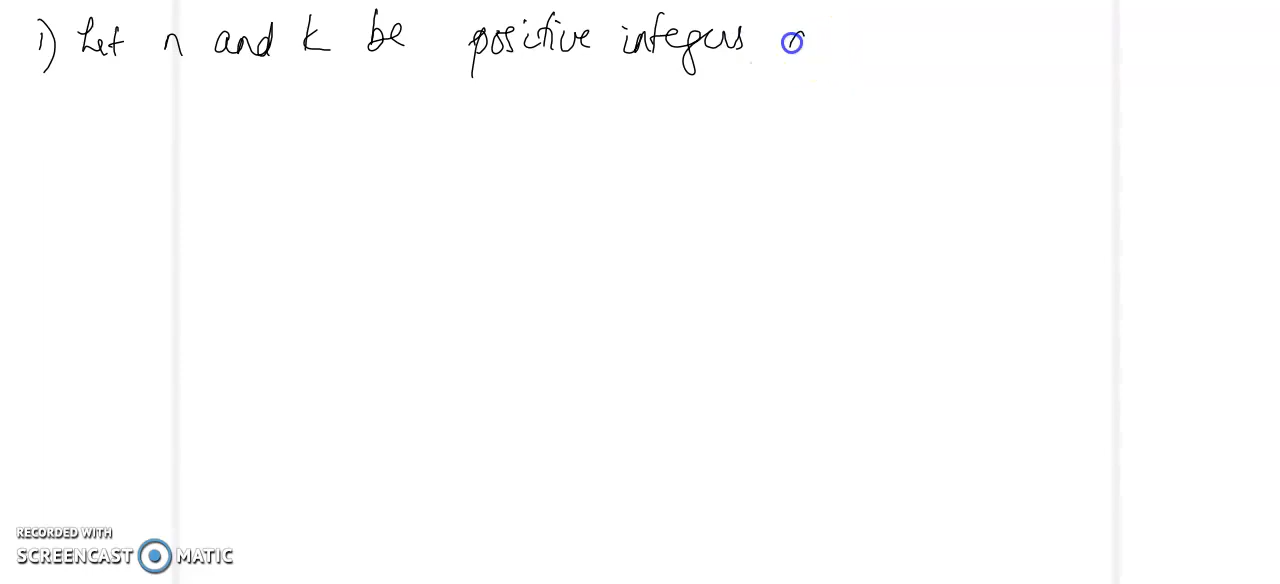 1) Let n and k be positive integers
RECORDED WITH
SCREENCAST MATIC